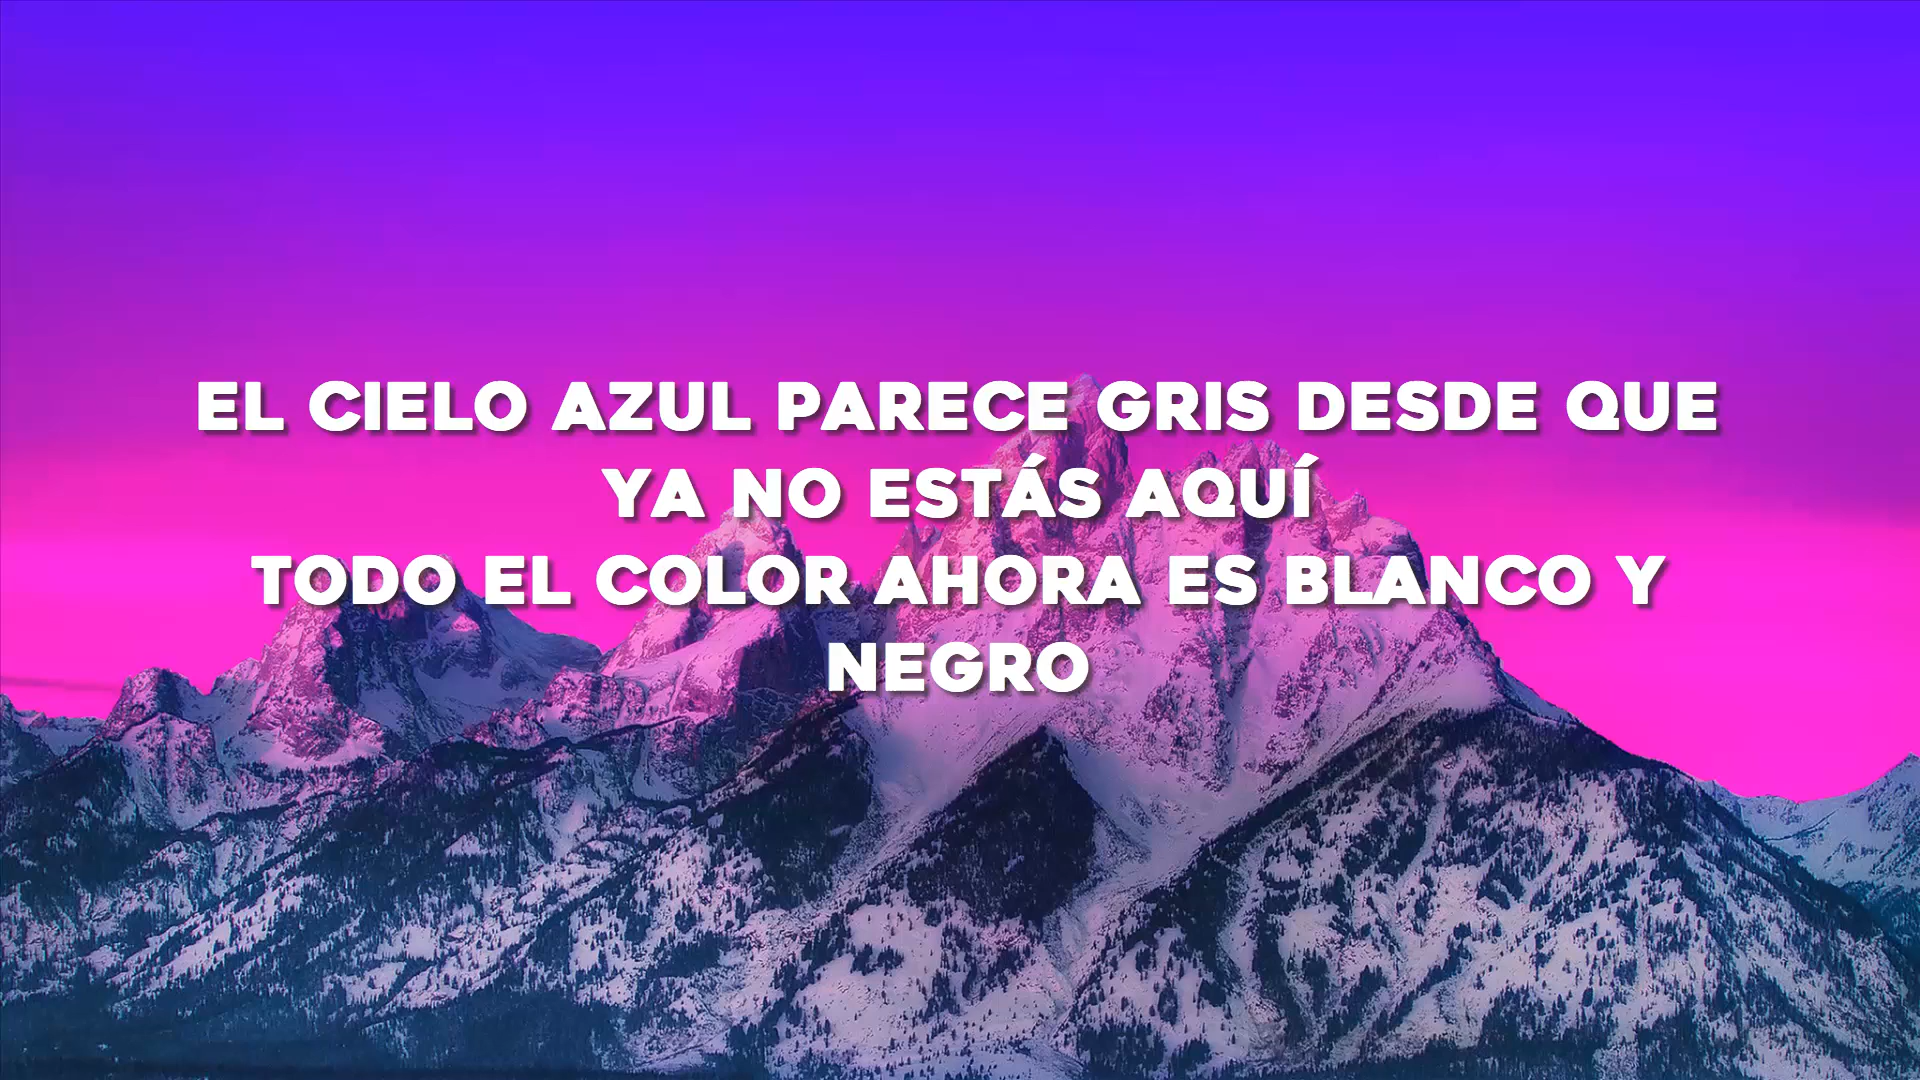 EL CIELO AZUL PARECE GRIS DESDE QUE
YA NO ESTÁS AQUÍ
TODO EL COLOR AHORA ES BLANCO Y
NEGRO